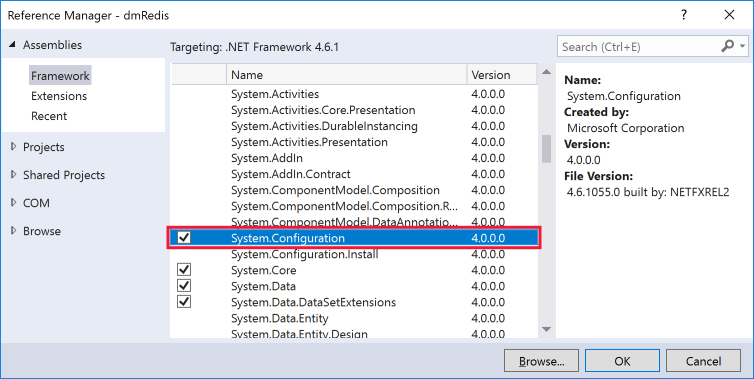 Reference Manager - dmRedis
Assemblies
Framework
Extensions
Recent
Projects
Shared Projects
COM
Browse
Targeting: .NET Framework 4.6.1
Name Version
System.Activities 4.0.0.0
System.Activities.Core.Presentation 4.0.0.0
System.Activities.DurableInstancing 4.0.0.0
System.Activities.Presentation 4.0.0.0
System.AddIn 4.0.0.0
System.AddIn.Contract 4.0.0.0
System.ComponentModel.Composition 4.0.0.0
System.ComponentModel.Composition.R... 4.0.0.0
System.ComponentModel.DataAnnotatio... 4.0.0.0
System.Configuration 4.0.0.0
System.Configuration.Install 4.0.0.0
System.Core 4.0.0.0
System.Data 4.0.0.0
System.Data.DataSetExtensions 4.0.0.0
System.Data.Entity 4.0.0.0
System.Data.Entity.Design 4.0.0.0
Search (Ctrl+E)
Name:
System.Configuration
Created by:
Microsoft Corporation
Version:
4.0.0.0
File Version:
4.6.1055.0 built by: NETFXREL2
Browse... OK Cancel